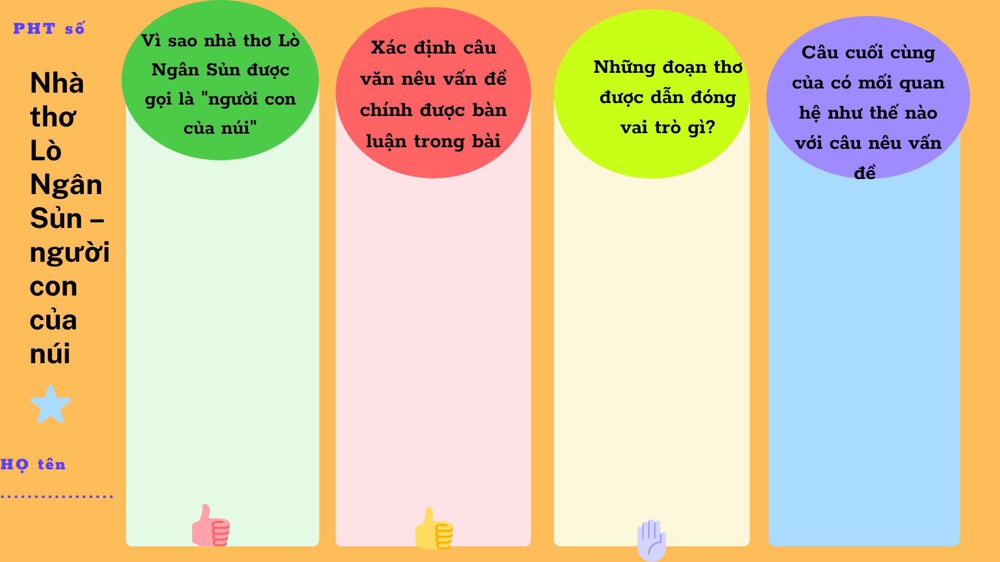 PHT số
Nhà
thơ
Lò
Ngân
Sủn –
người
con
của
núi
HỌ tên
.................
Vì sao nhà thơ Lò
Ngân Sủn được
gọi là "người con
của núi"
Xác định câu
văn nêu vấn đề
chính được bàn
luận trong bài
Những đoạn thơ
được dẫn đóng
vai trò gì?
Câu cuối cùng
của có mối quan
hệ như thế nào
với câu nêu vấn
đề